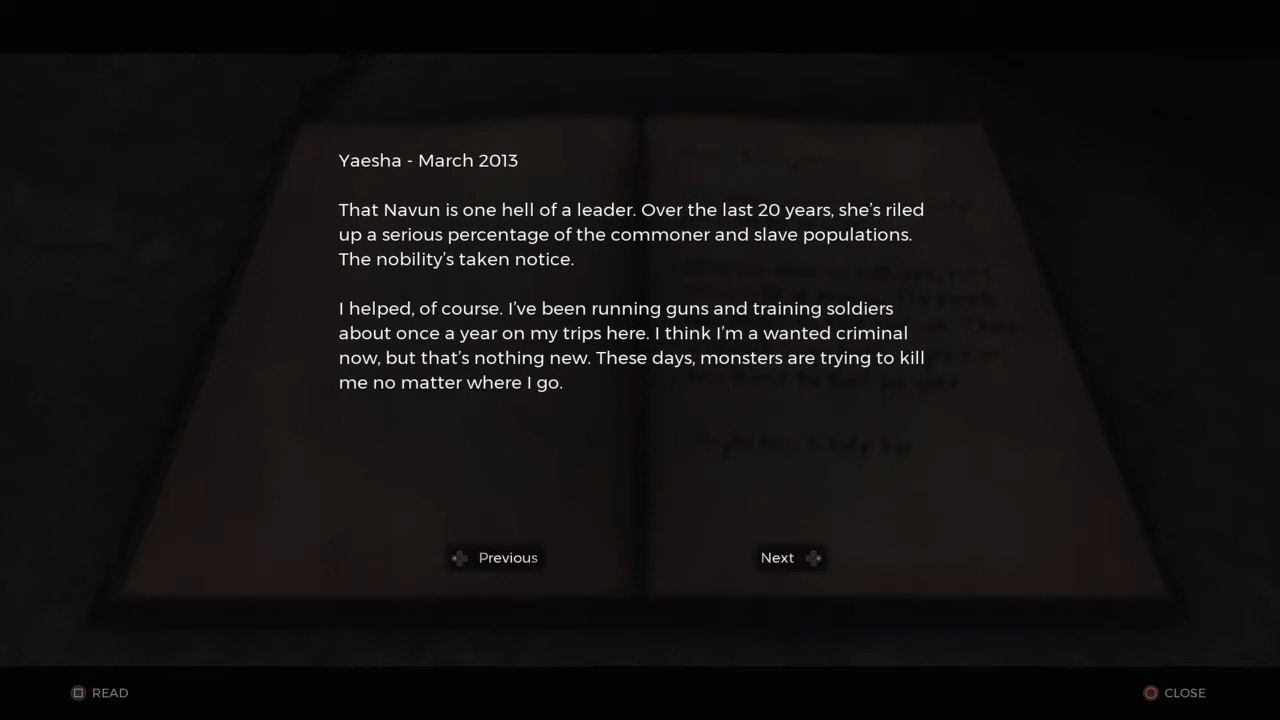 Yaesha - March 2013
That Navun is one hell of a leader. Over the last 20 years, she's riled
up a serious percentage of the commoner and slave populations.
The nobility's taken notice.
I helped, of course. I've been running guns and training soldiers
about once a year on my trips here. I think I'm a wanted criminal
now, but that's nothing new. These days, monsters are trying to kill
me no matter where I go.
Previous
Next
READ
CLOSE